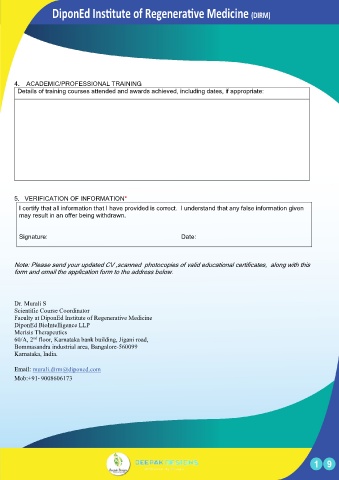 DiponEd Institute of Regenerative Medicine (DIRM)
4. ACADEMIC/PROFESSIONAL TRAINING
Details of training courses attended and awards achieved, including dates, if appropriate:
5. VERIFICATION OF INFORMATION*
I certify that all information that I have provided is correct. I understand that any false information given
may result in an offer being withdrawn.
Signature: Date:
Note: Please send your updated CV ,scanned photocopies of valid educational certificates, along with this
form and email the application form to the address below.
Dr. Murali S
Scientific Course Coordinator
Faculty at DiponEd Institute of Regenerative Medicine
DiponEd BioIntelligence LLP
Merisis Therapeutics
60/A, 2nd floor, Karnataka bank building, Jigani road,
Bommasandra industrial area, Bangalore-560099
Karnataka, India.
Email: murali.dirm@diponed.com
Mob:+91-9008606173
1 9